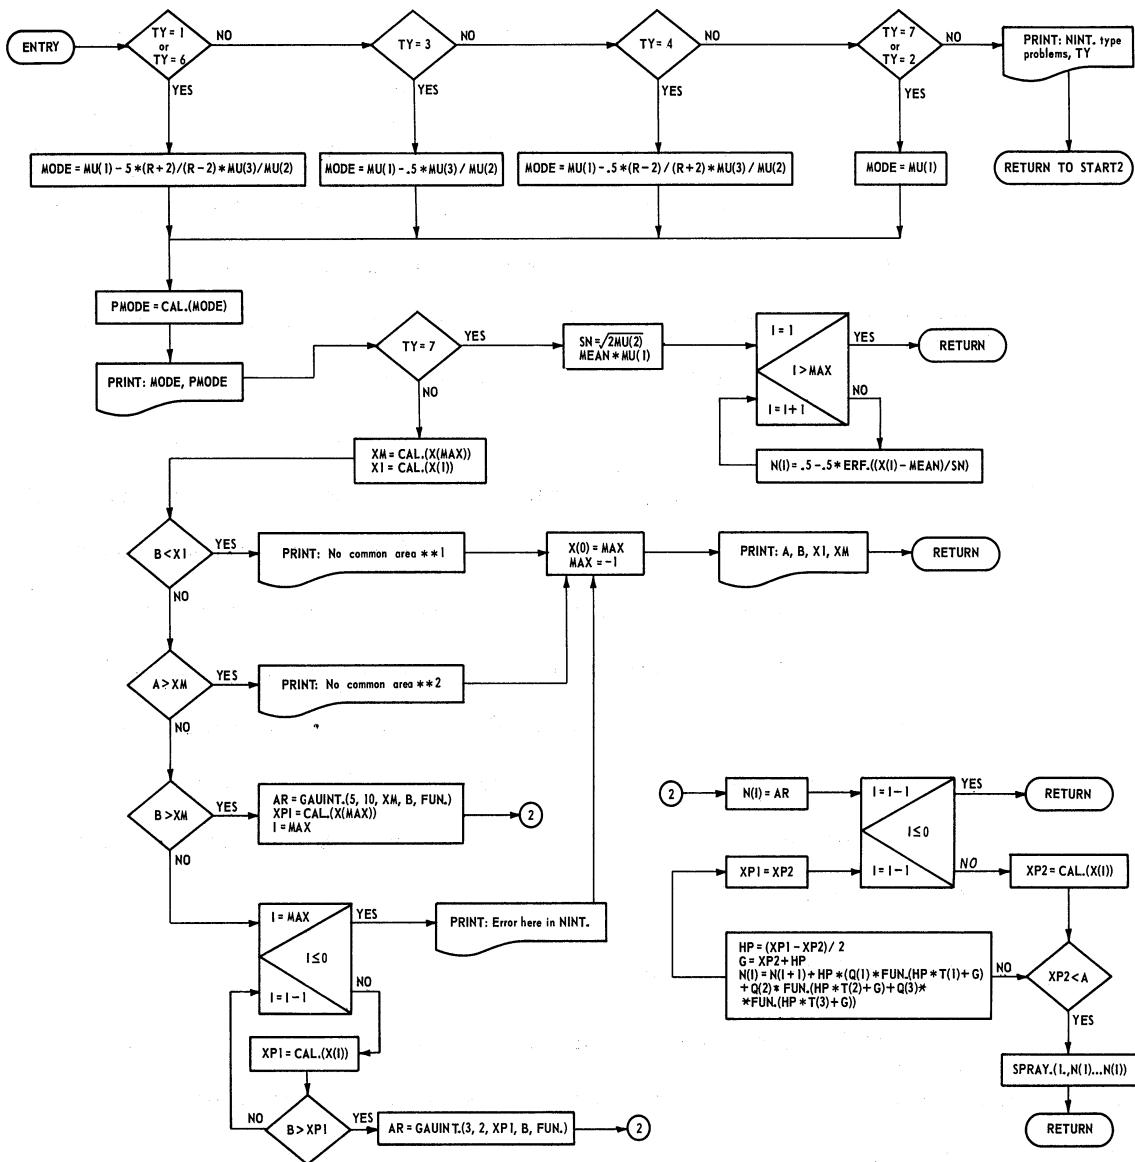 ENTRY
TY = 1
or
TY = 6
NO
YES
TY = 3
NO
YES
TY = 4
NO
YES
TY = 7
or
TY = 2
NO
YES
PRINT: NINT. type
problems, TY
MODE = MU(1) - 5 *(R+2)/(R-2)*MU(3)/MU(2)
MODE = MU(1) - .5 *MU(3)/ MU(2)
MODE = MU(1) - .5 *(R-2) / (R+2) * MU(3) / MU(2)
MODE = MU(1)
RETURN TO START2
PMODE = CAL.(MODE)
PRINT: MODE, PMODE
TY = 7
YES
NO
SN = √2MU(2)
MEAN * MU(1)
I = 1
I > MAX
I = I + 1
YES
NO
RETURN
N(I) = .5 - .5* ERF.((X(I) - MEAN)/SN)
XM = CAL.(X(MAX))
X1 = CAL.(X(1))
B < X1
YES
NO
PRINT: No common area **1
X(0) = MAX
MAX = -1
PRINT: A, B, X1, XM
RETURN
A > XM
YES
NO
PRINT: No common area **2
B > XM
YES
NO
AR = GAUINT.(5, 10, XM, B, FUN.)
XP1 = CAL.(X(MAX))
I = MAX
2
I = MAX
I ≤ 0
I = I - 1
YES
NO
PRINT: Error here in NINT.
XP1 = CAL.(X(I))
B > XP1
NO
YES
AR = GAUINT.(3, 2, XP1, B, FUN.)
2
2
N(I) = AR
I = I - 1
I ≤ 0
I = I - 1
YES
NO
RETURN
XP1 = XP2
XP2 = CAL.(X(I))
HP = (XP1 - XP2) / 2
G = XP2 + HP
N(I) = N(I + 1) + HP *(Q(1)* FUN.(HP * T(1) + G)
+ Q(2)* FUN.(HP * T(2) + G) + Q(3)*
*FUN.(HP * T(3) + G))
NO
XP2 < A
YES
SPRAY.(1.,N(1)...N(I))
RETURN